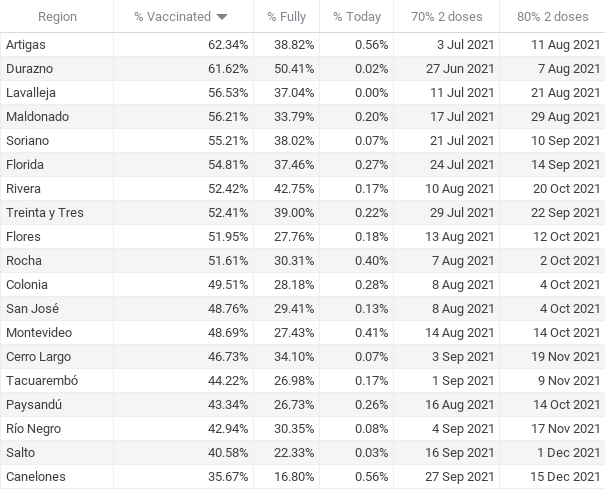 Region % Vaccinated % Fully % Today 70% 2 doses 80% 2 doses
Artigas 62.34% 38.82% 0.56% 3 Jul 2021 11 Aug 2021
Durazno 61.62% 50.41% 0.02% 27 Jun 2021 7 Aug 2021
Lavalleja 56.53% 37.04% 0.00% 11 Jul 2021 21 Aug 2021
Maldonado 56.21% 33.79% 0.20% 17 Jul 2021 29 Aug 2021
Soriano 55.21% 38.02% 0.07% 21 Jul 2021 10 Sep 2021
Florida 54.81% 37.46% 0.27% 24 Jul 2021 14 Sep 2021
Rivera 52.42% 42.75% 0.17% 10 Aug 2021 20 Oct 2021
Treinta y Tres 52.41% 39.00% 0.22% 29 Jul 2021 22 Sep 2021
Flores 51.95% 27.76% 0.18% 13 Aug 2021 12 Oct 2021
Rocha 51.61% 30.31% 0.40% 7 Aug 2021 2 Oct 2021
Colonia 49.51% 28.18% 0.28% 8 Aug 2021 4 Oct 2021
San José 48.76% 29.41% 0.13% 8 Aug 2021 4 Oct 2021
Montevideo 48.69% 27.43% 0.41% 14 Aug 2021 14 Oct 2021
Cerro Largo 46.73% 34.10% 0.07% 3 Sep 2021 19 Nov 2021
Tacuarembó 44.22% 26.98% 0.17% 1 Sep 2021 9 Nov 2021
Paysandú 43.34% 26.73% 0.26% 16 Aug 2021 14 Oct 2021
Río Negro 42.94% 30.35% 0.08% 4 Sep 2021 17 Nov 2021
Salto 40.58% 22.33% 0.03% 16 Sep 2021 1 Dec 2021
Canelones 35.67% 16.80% 0.56% 27 Sep 2021 15 Dec 2021